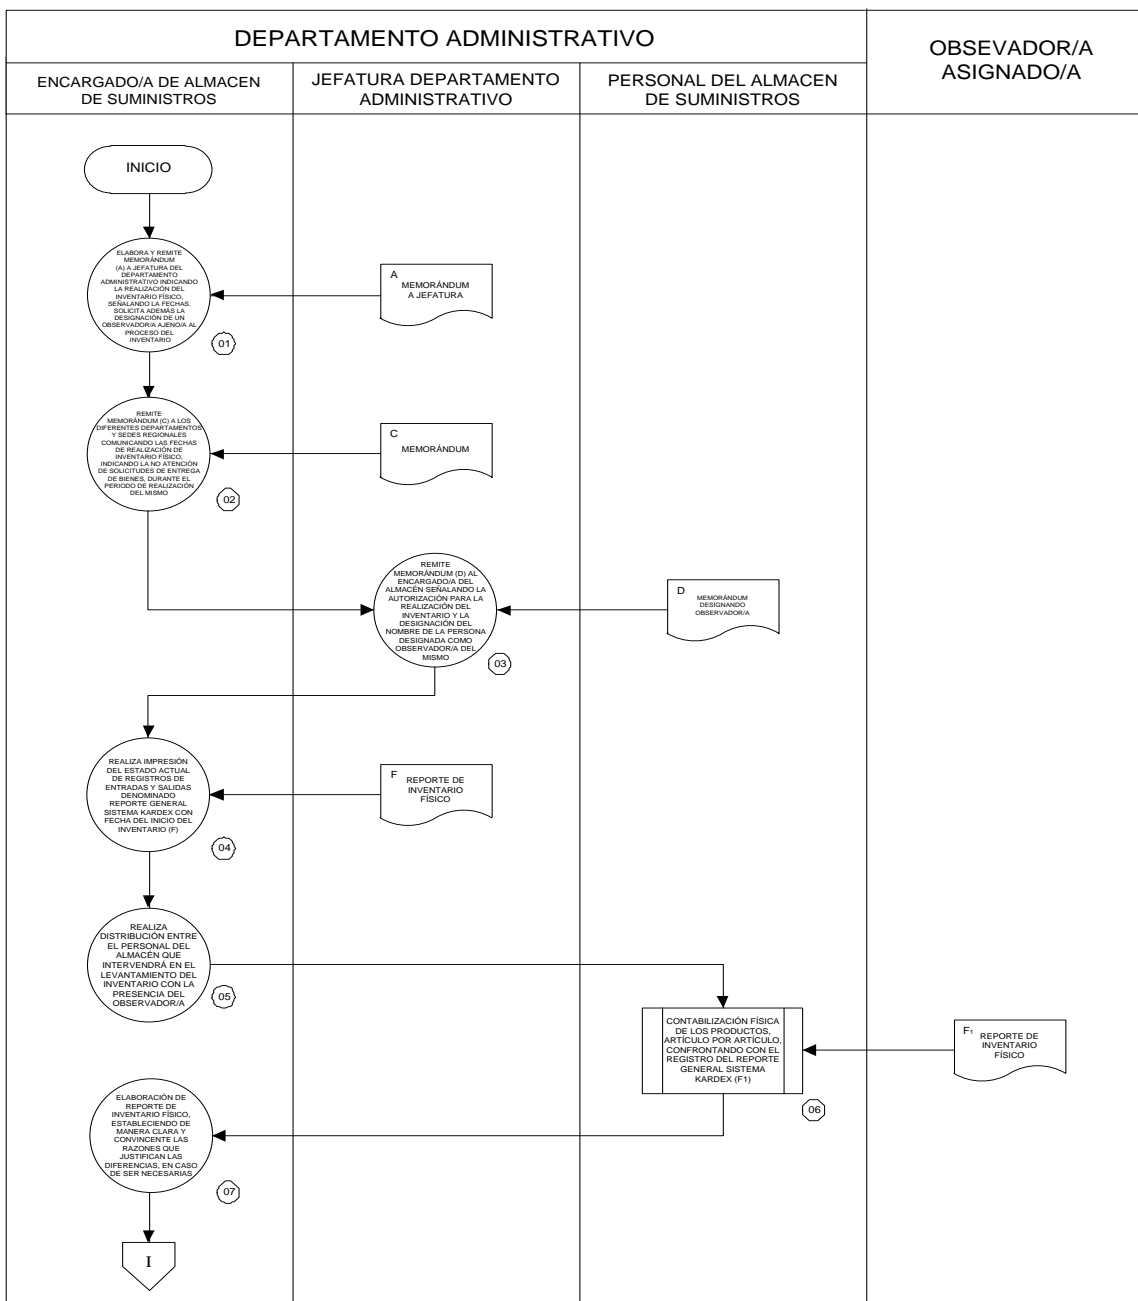 DEPARTAMENTO ADMINISTRATIVO
OBSEVADOR/A
ASIGNADO/A
ENCARGADO/A DE ALMACEN
DE SUMINISTROS
JEFATURA DEPARTAMENTO
ADMINISTRATIVO
PERSONAL DEL ALMACEN
DE SUMINISTROS
INICIO
ELABORA Y REMITE
MEMORÁNDUM
(A) A JEFATURA DEL
DEPARTAMENTO
ADMINISTRATIVO INDICANDO
LA REALIZACIÓN DEL
INVENTARIO FÍSICO,
SEÑALANDO LA FECHAS.
SOLICITA ADEMÁS LA
DESIGNACIÓN DE UN
OBSERVADOR/A AJENO/A AL
PROCESO DEL
INVENTARIO
01
A
MEMORÁNDUM
A JEFATURA
REMITE
MEMORÁNDUM (C) A LOS
DIFERENTES DEPARTAMENTOS
Y SEDES REGIONALES
COMUNICANDO LAS FECHAS
DE REALIZACIÓN DE
INVENTARIO FÍSICO,
INDICANDO LA NO ATENCIÓN
DE SOLICITUDES DE ENTREGA
DE BIENES, DURANTE EL
PERIODO DE REALIZACIÓN
DEL MISMO
02
C
MEMORÁNDUM
REMITE
MEMORÁNDUM (D) AL
ENCARGADO/A DEL
ALMACÉN SEÑALANDO LA
AUTORIZACIÓN PARA LA
REALIZACIÓN DEL
INVENTARIO Y LA
DESIGNACIÓN DEL
NOMBRE DE LA PERSONA
DESIGNADA COMO
OBSERVADOR/A DEL
MISMO
03
D
MEMORÁNDUM
DESIGNANDO
OBSERVADOR/A
REALIZA IMPRESIÓN
DEL ESTADO ACTUAL
DE REGISTROS DE
ENTRADAS Y SALIDAS
DENOMINADO
REPORTE GENERAL
SISTEMA KARDEX CON
FECHA DEL INICIO DEL
INVENTARIO (F)
04
F
REPORTE DE
INVENTARIO
FÍSICO
REALIZA
DISTRIBUCIÓN ENTRE
EL PERSONAL DEL
ALMACÉN QUE
INTERVENDRÁ EN EL
LEVANTAMIENTO DEL
INVENTARIO CON LA
PRESENCIA DEL
OBSERVADOR/A
05
CONTABILIZACIÓN FÍSICA
DE LOS PRODUCTOS,
ARTÍCULO POR ARTÍCULO,
CONFRONTANDO CON EL
REGISTRO DEL REPORTE
GENERAL SISTEMA
KARDEX (F1)
06
F1
REPORTE DE
INVENTARIO
FÍSICO
ELABORACIÓN DE
REPORTE DE
INVENTARIO FÍSICO,
ESTABLECIENDO DE
MANERA CLARA Y
CONVINCENTE LAS
RAZONES QUE
JUSTIFICAN LAS
DIFERENCIAS, EN CASO
DE SER NECESARIAS
07
I